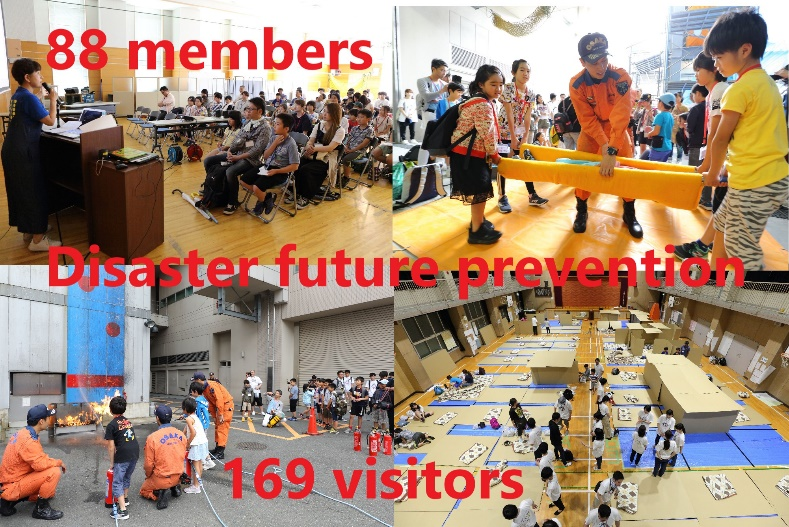 88 members
Disaster future prevention
169 visitors